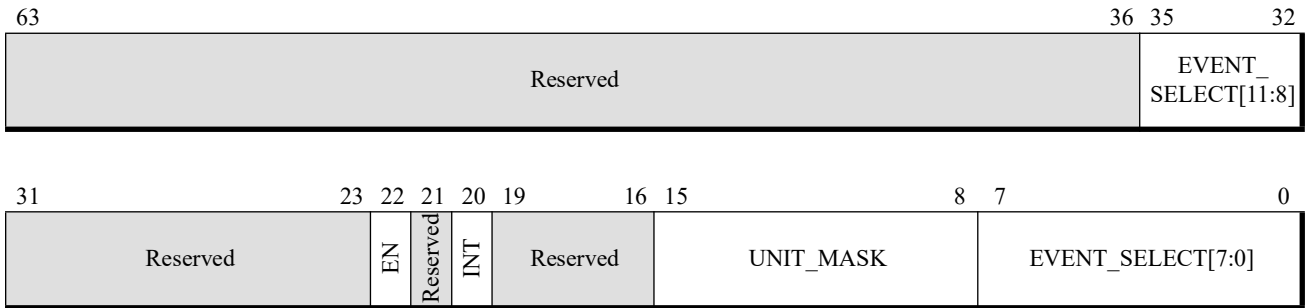 63 36 35 32
Reserved
EVENT_
SELECT[11:8]
31 23 22 21 20 19 16 15 8 7 0
Reserved
EN
Reserved
INT
Reserved
UNIT_MASK
EVENT_SELECT[7:0]